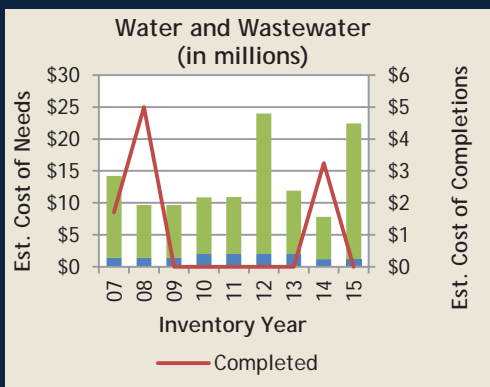 Water and Wastewater
(in millions)
Est. Cost of Needs
$30
$25
$20
$15
$10
$5
$0
$6
$5
$4
$3
$2
$1
$0
Est. Cost of Completions
07 08 09 10 11 12 13 14 15
Inventory Year
Completed